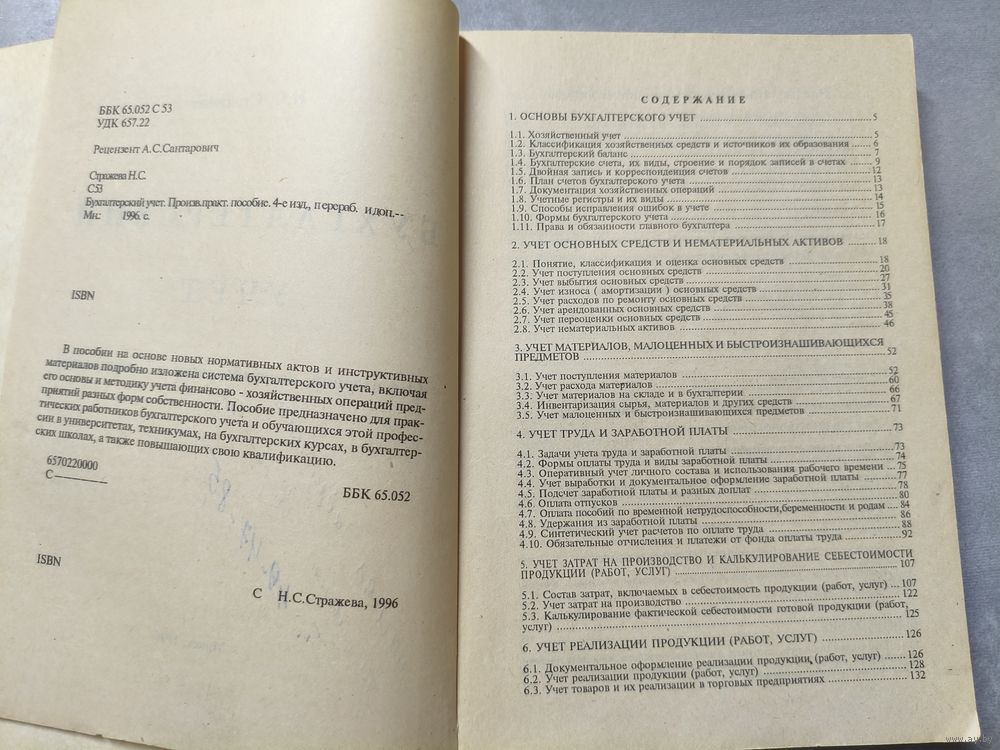 ББК 65.052 С 53
УДК 657.22
Рецензент А.С.Сантарович
Стражева Н.С.
С53
Бухгалтерский учет. Произв.практ. пособие. 4-е изд., перераб. и доп.--
Мн: 1996. с.
ISBN
В пособии на основе новых нормативных актов и инструктивных
материалов подробно изложена система бухгалтерского учета, включая
его основы и методику учета финансово - хозяйственных операций пред-
приятий разных форм собственности. Пособие предназначено для прак-
тических работников бухгалтерского учета и обучающихся этой профес-
сии в университетах, техникумах, на бухгалтерских курсах, в бухгалтер-
ских школах, а также повышающих свою квалификацию.
6570220000
С————
ББК 65.052
ISBN
С Н.С.Стражева, 1996
СОДЕРЖАНИЕ
1. ОСНОВЫ БУХГАЛТЕРСКОГО УЧЕТ ........ 5
1.1. Хозяйственный учет ........ 5
1.2. Классификация хозяйственных средств и источников их образования ........ 6
1.3. Бухгалтерский баланс ........ 7
1.4. Бухгалтерские счета, их виды, строение и порядок записей в счетах ........ 9
1.5. Двойная запись и корреспонденция счетов ........ 12
1.6. План счетов бухгалтерского учета ........ 13
1.7. Документация хозяйственных операций ........ 13
1.8. Учетные регистры и их виды ........ 14
1.9. Способы исправления ошибок в учете ........ 15
1.10. Формы бухгалтерского учета ........ 16
1.11. Права и обязанности главного бухгалтера ........ 17
2. УЧЕТ ОСНОВНЫХ СРЕДСТВ И НЕМАТЕРИАЛЬНЫХ АКТИВОВ ........ 18
2.1. Понятие, классификация и оценка основных средств ........ 18
2.2. Учет поступления основных средств ........ 20
2.3. Учет выбытия основных средств ........ 27
2.4. Учет износа ( амортизации ) основных средств ........ 31
2.5. Учет расходов по ремонту основных средств ........ 35
2.6. Учет арендованных основных средств ........ 38
2.7. Учет переоценки основных средств ........ 45
2.8. Учет нематериальных активов ........ 46
3. УЧЕТ МАТЕРИАЛОВ, МАЛОЦЕННЫХ И БЫСТРОИЗНАШИВАЮЩИХСЯ
ПРЕДМЕТОВ ........ 52
3.1. Учет поступления материалов ........ 52
3.2. Учет расхода материалов ........ 60
3.3. Учет материалов на складе и в бухгалтерии ........ 66
3.4. Инвентаризация сырья, материалов и других средств ........ 67
3.5. Учет малоценных и быстроизнашивающихся предметов ........ 71
4. УЧЕТ ТРУДА И ЗАРАБОТНОЙ ПЛАТЫ ........ 73
4.1. Задачи учета труда и заработной платы ........ 73
4.2. Формы оплаты труда и виды заработной платы ........ 74
4.3. Оперативный учет личного состава и использования рабочего времени ........ 75
4.4. Учет выработки и документальное оформление заработной платы ........ 77
4.5. Подсчет заработной платы и разных доплат ........ 78
4.6. Оплата отпусков ........ 80
4.7. Оплата пособий по временной нетрудоспособности,беременности и родам ........ 84
4.8. Удержания из заработной платы ........ 86
4.9. Синтетический учет расчетов по оплате труда ........ 88
4.10. Обязательные отчисления и платежи от фонда оплаты труда ........ 92
5. УЧЕТ ЗАТРАТ НА ПРОИЗВОДСТВО И КАЛЬКУЛИРОВАНИЕ СЕБЕСТОИМОСТИ
ПРОДУКЦИИ (РАБОТ, УСЛУГ) ........ 107
5.1. Состав затрат, включаемых в себестоимость продукции (работ, услуг) ........ 107
5.2. Учет затрат на производство ........ 122
5.3. Калькулирование фактической себестоимости готовой продукции (работ,
услуг) ........ 125
6. УЧЕТ РЕАЛИЗАЦИИ ПРОДУКЦИИ (РАБОТ, УСЛУГ) ........ 126
6.1. Документальное оформление реализации продукции, (работ, услуг) ........ 126
6.2. Учет реализации продукции (работ, услуг) ........ 128
6.3. Учет товаров и их реализации в торговых предприятиях ........ 132
www.ay.by